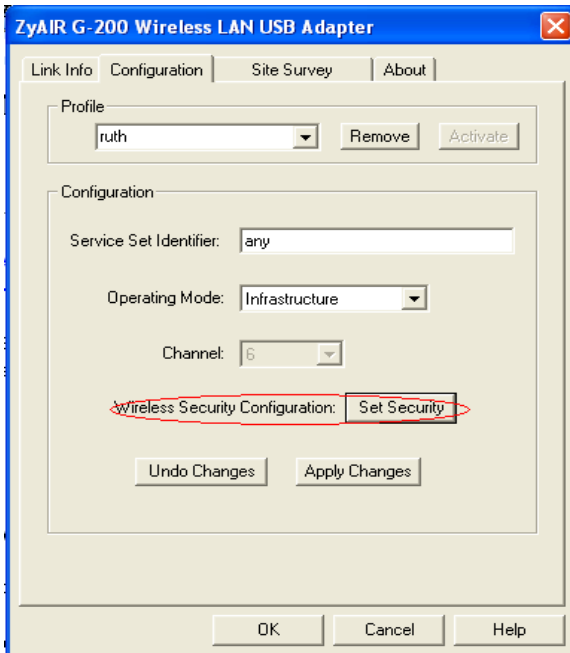 ZyAIR G-200 Wireless LAN USB Adapter
Link Info Configuration Site Survey About
Profile
ruth Remove Activate
Configuration
Service Set Identifier: any
Operating Mode: Infrastructure
Channel: 6
Wireless Security Configuration: Set Security
Undo Changes Apply Changes
OK Cancel Help